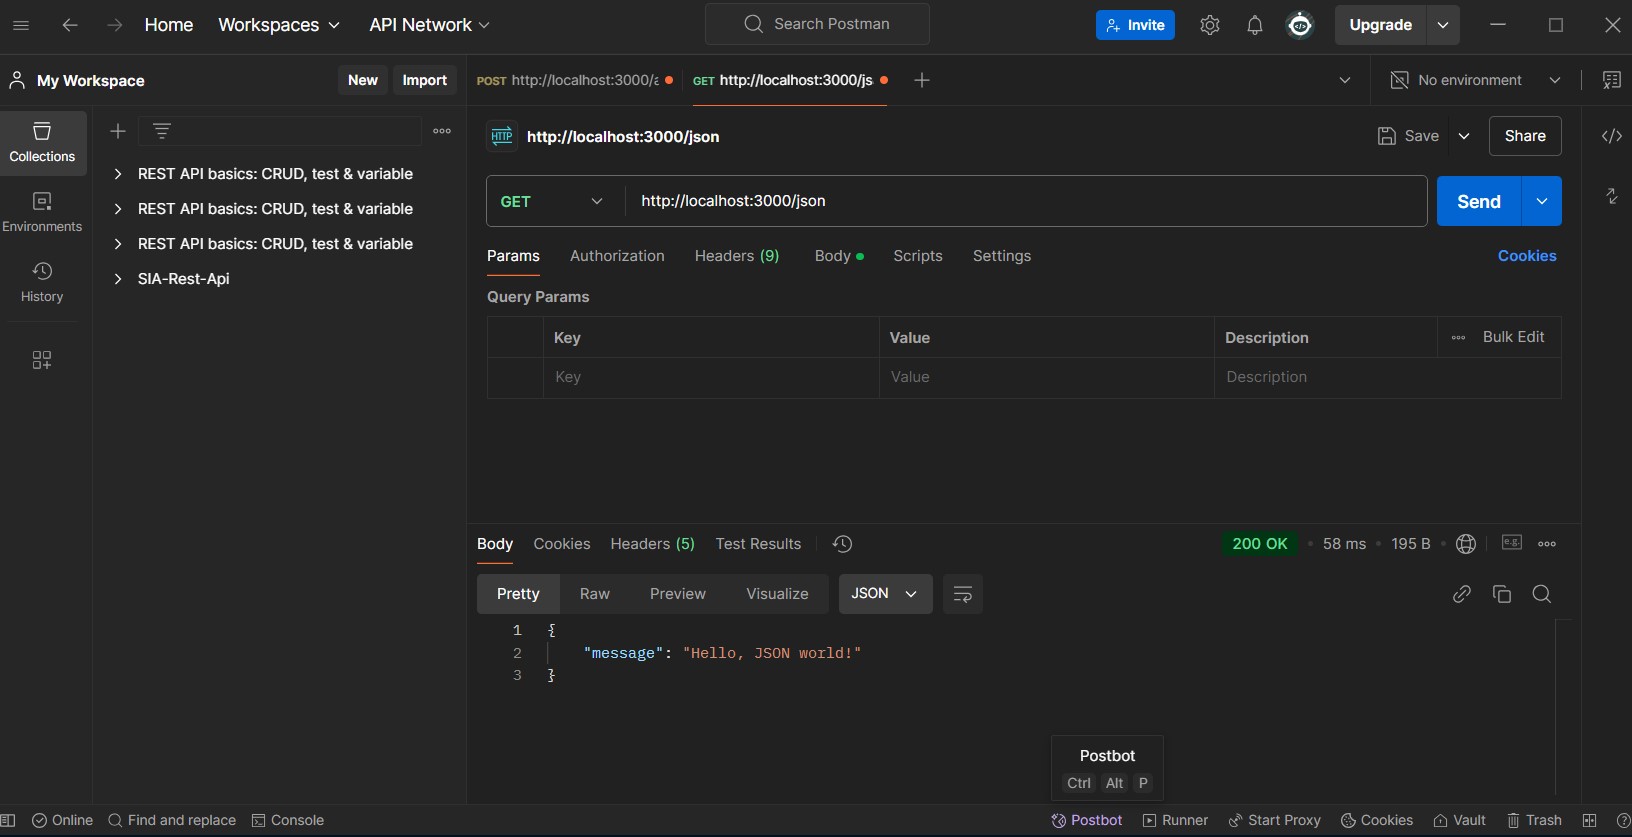 Home Workspaces API Network Search Postman Invite Upgrade
My Workspace New Import POST http://localhost:3000/ GET http://localhost:3000/js No environment
Collections
Environments
History
REST API basics: CRUD, test & variable
REST API basics: CRUD, test & variable
REST API basics: CRUD, test & variable
SIA-Rest-Api
HTTP http://localhost:3000/json Save Share
GET http://localhost:3000/json Send
Params Authorization Headers (9) Body Scripts Settings Cookies
Query Params
Key Value Description Bulk Edit
Key Value Description
Body Cookies Headers (5) Test Results 200 OK 58 ms 195 B e.g.
Pretty Raw Preview Visualize JSON
1 {
2 "message": "Hello, JSON world!"
3 }
Postbot
Ctrl Alt P
Online Find and replace Console Postbot Runner Start Proxy Cookies Vault Trash